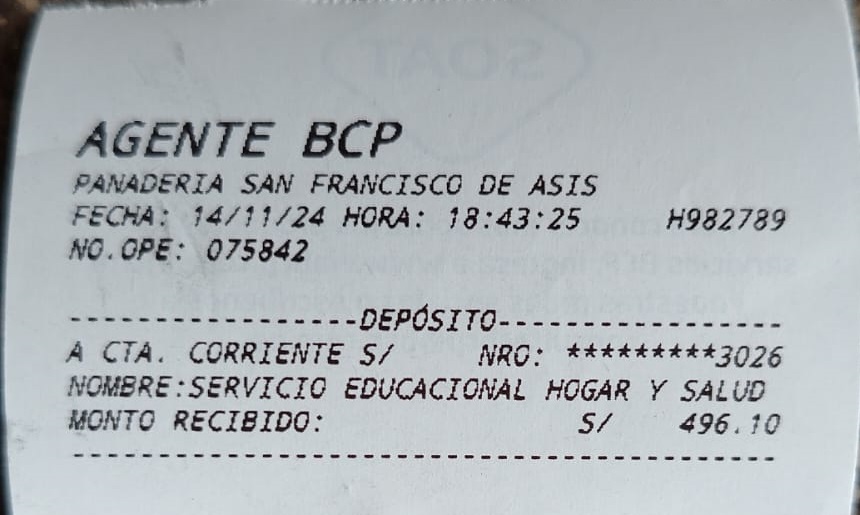 AGENTE BCP
PANADERIA SAN FRANCISCO DE ASIS
FECHA: 14/11/24 HORA: 18:43:25 H982789
NO.OPE: 075842
-----------------DEPÓSITO-----------------
A CTA. CORRIENTE S/ NRO: *********3026
NOMBRE:SERVICIO EDUCACIONAL HOGAR Y SALUD
MONTO RECIBIDO: S/ 496.10
------------------------------------------
SOAT